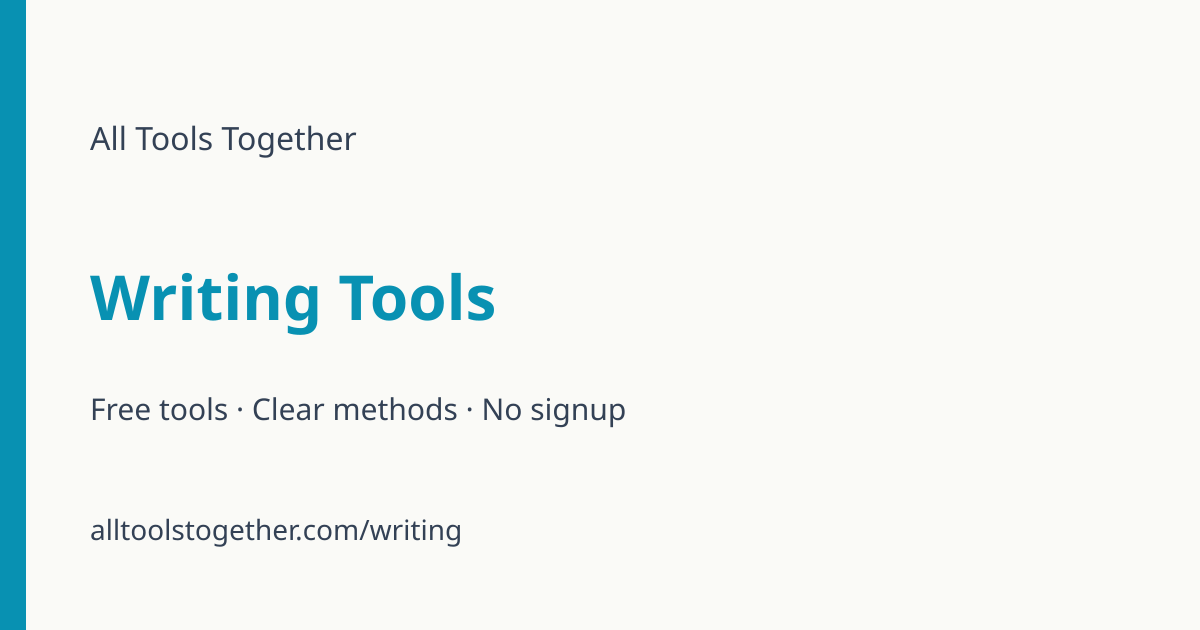 All Tools Together
Writing Tools
Free tools · Clear methods · No signup
alltoolstogether.com/writing